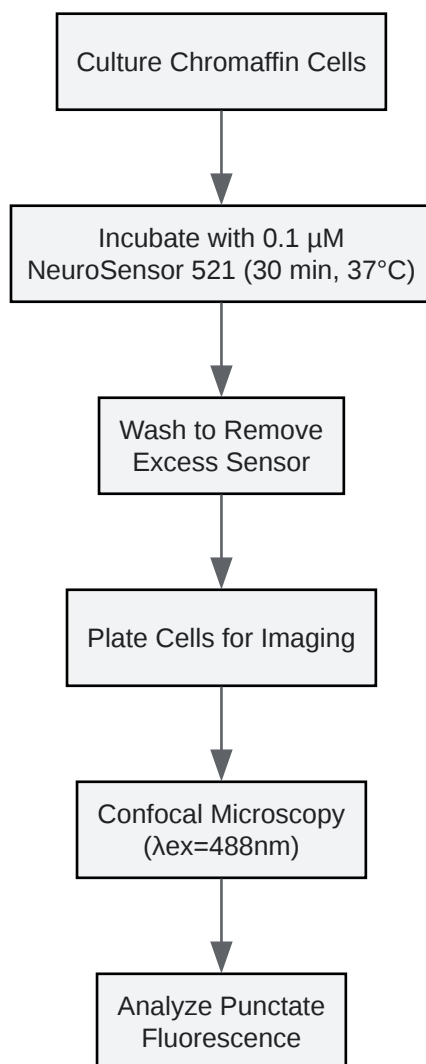 Culture Chromaffin Cells
Incubate with 0.1 µM
NeuroSensor 521 (30 min, 37°C)
Wash to Remove
Excess Sensor
Plate Cells for Imaging
Confocal Microscopy
(λex=488nm)
Analyze Punctate
Fluorescence